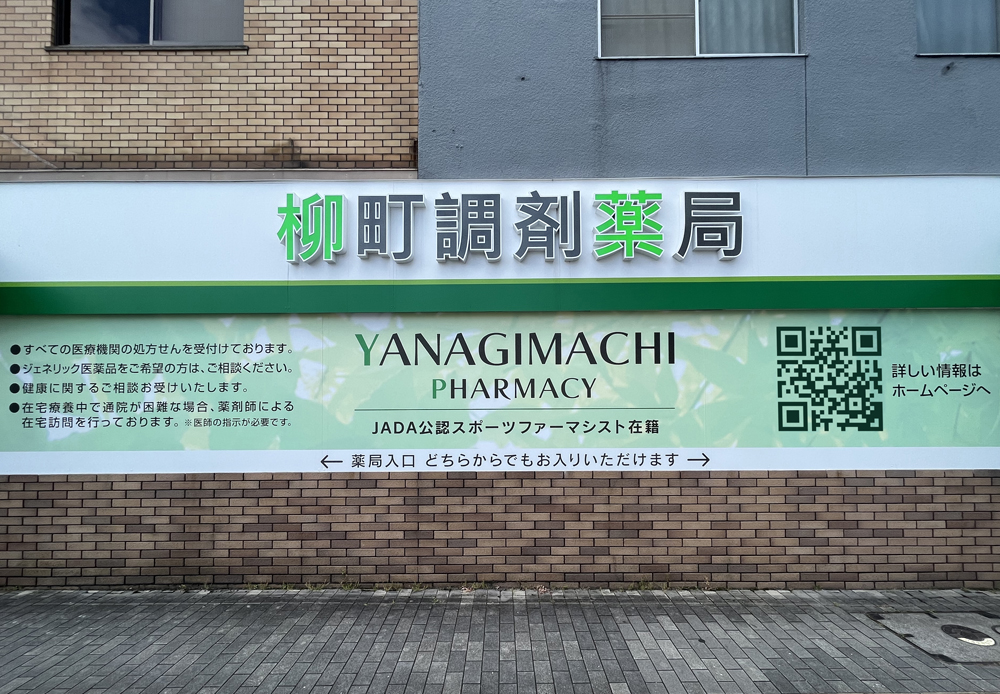 柳町調剤薬局
●すべての医療機関の処方せんを受付けております。
●ジェネリック医薬品をご希望の方は、ご相談ください。
●健康に関するご相談お受けいたします。
●在宅療養中で通院が困難な場合、薬剤師による
在宅訪問を行っております。※医師の指示が必要です。
YANAGIMACHI
PHARMACY
JADA公認スポーツファーマシスト在籍
詳しい情報は
ホームページへ
← 薬局入口 どちらからでもお入りいただけます →